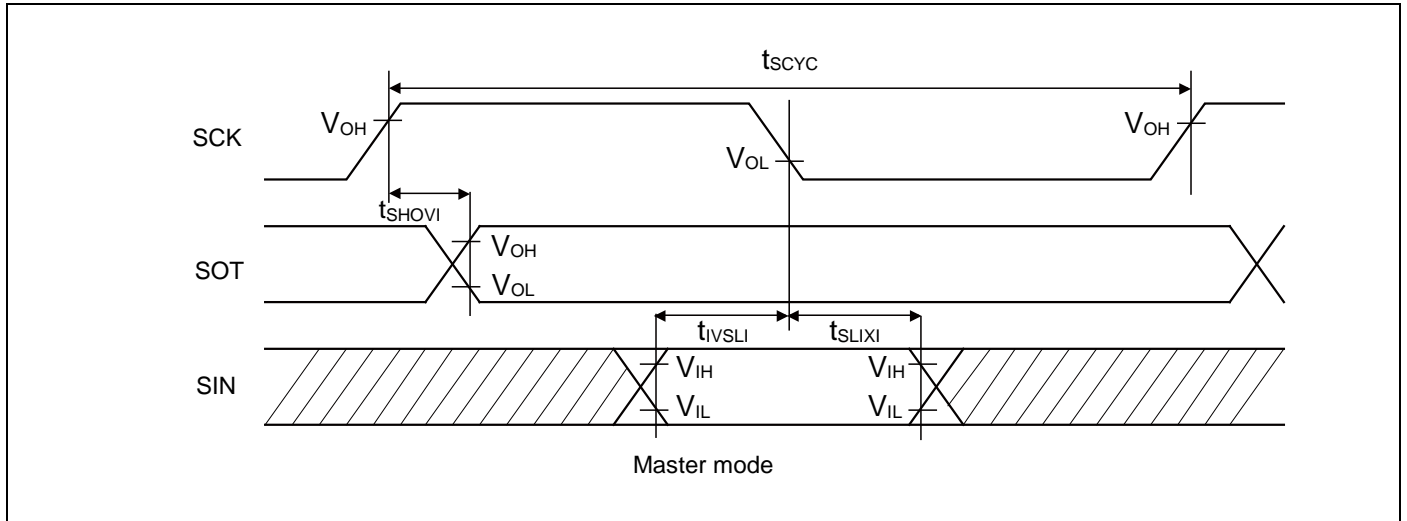 tSCYC
SCK
VOH
VOL
VOH
tSHOVI
SOT
VOH
VOL
tIVSLI
tSLIXI
SIN
VIH
VIL
VIH
VIL
Master mode